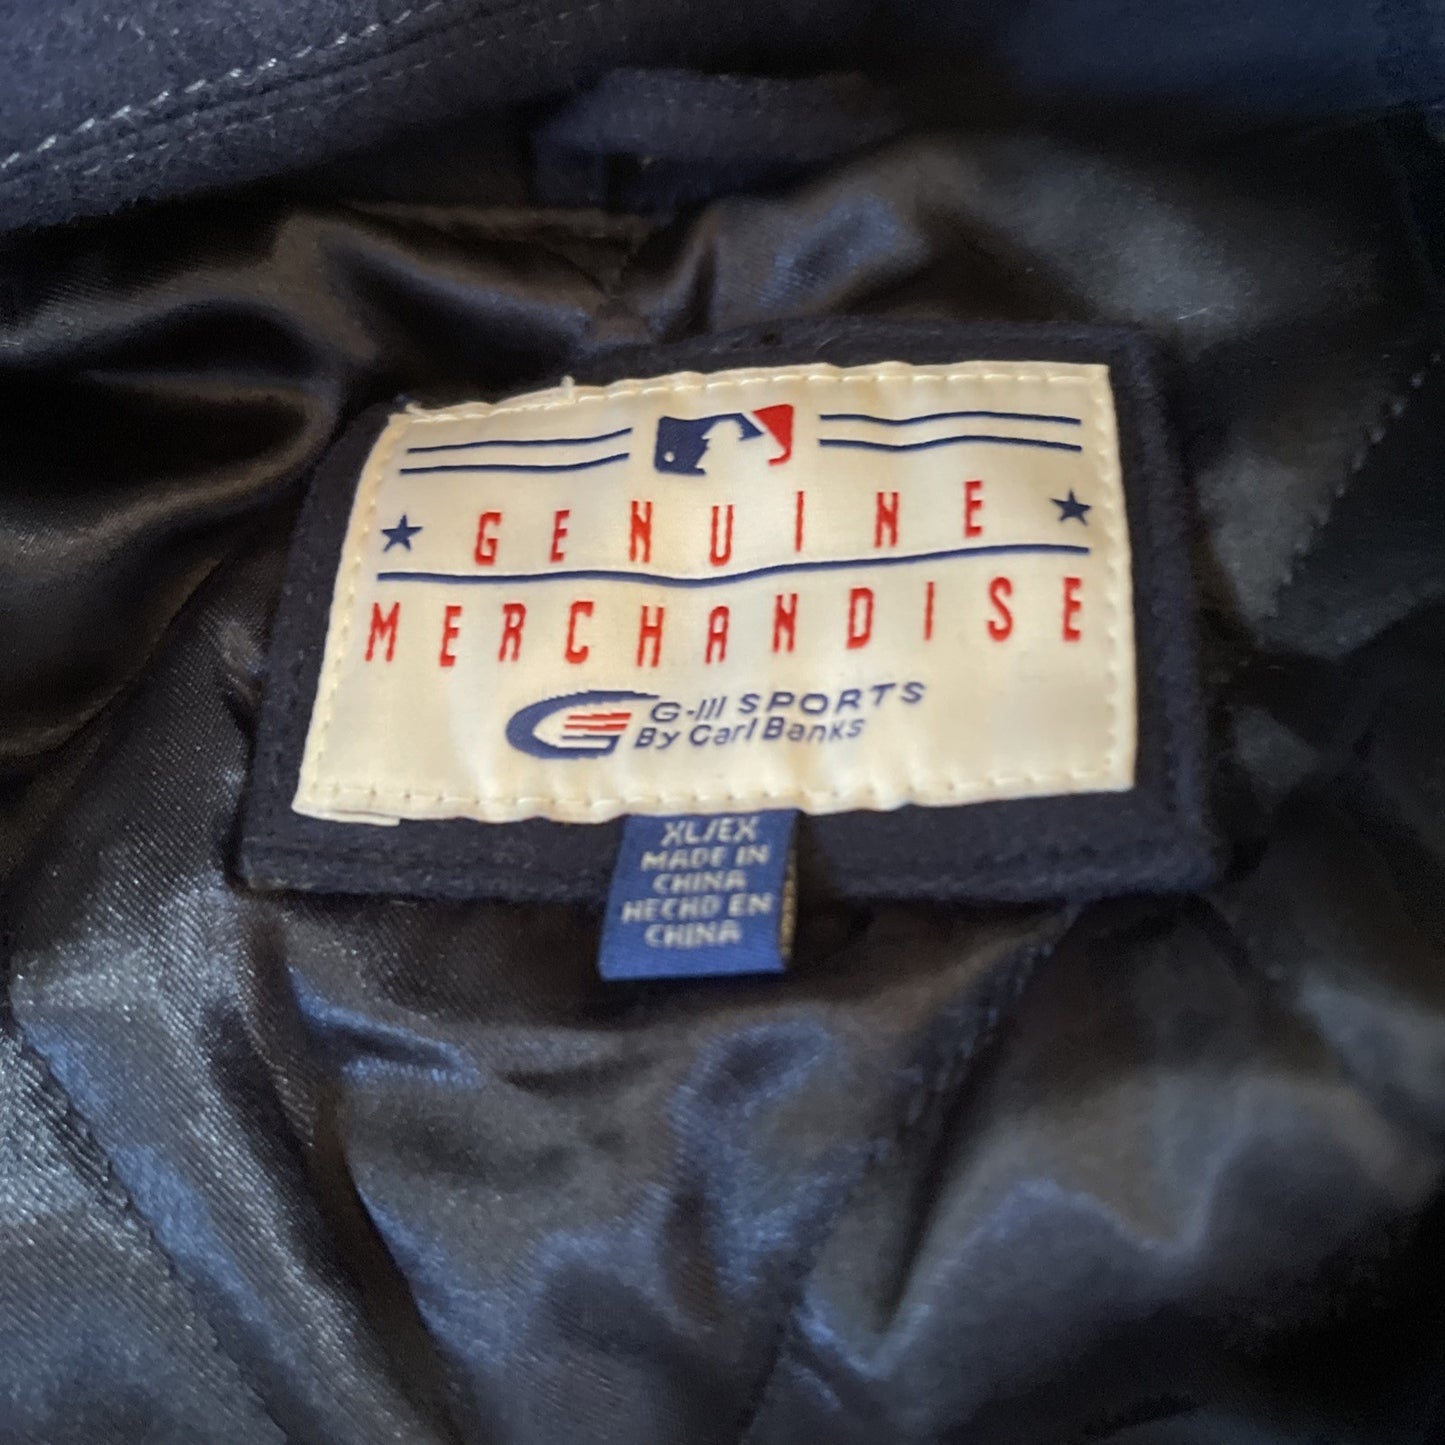 GENUINE
MERCHANDISE
G-III SPORTS
By Carl Banks
XL/EX
MADE IN
CHINA
HECHO EN
CHINA